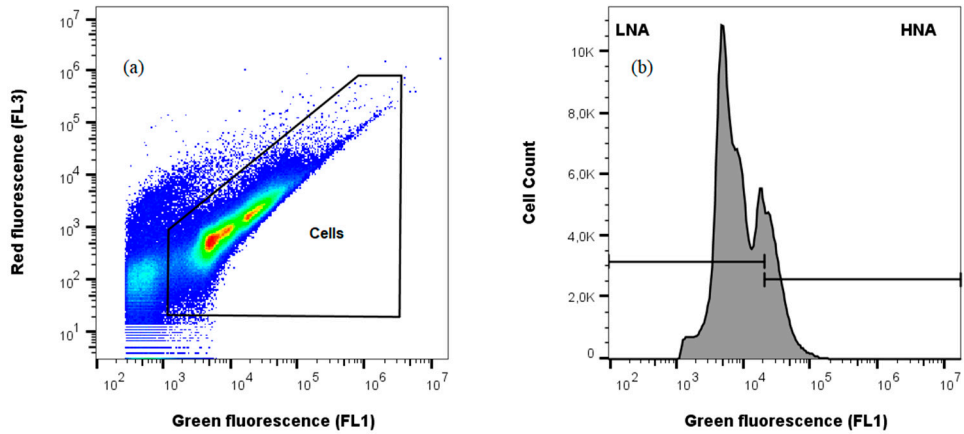 (a)
Red fluorescence (FL3)
10^7
10^6
10^5
10^4
10^3
10^2
10^1
Cells
10^2 10^3 10^4 10^5 10^6 10^7
Green fluorescence (FL1)
LNA HNA
(b)
Cell Count
10K
8,0K
6,0K
4,0K
2,0K
0
10^2 10^3 10^4 10^5 10^6 10^7
Green fluorescence (FL1)